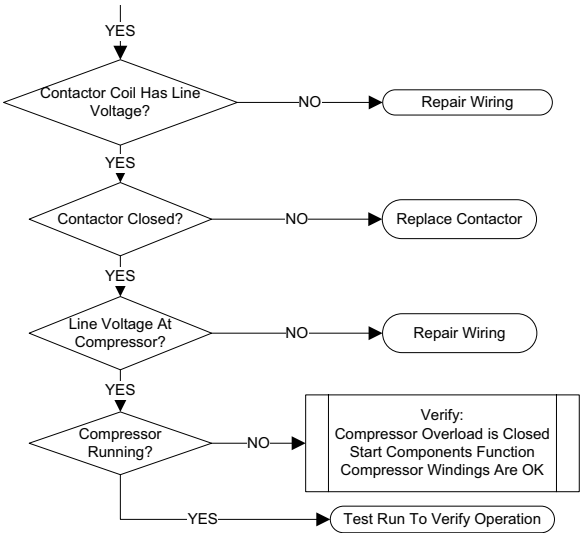 YES
Contactor Coil Has Line
Voltage?
NO
Repair Wiring
YES
Contactor Closed?
NO
Replace Contactor
YES
Line Voltage At
Compressor?
NO
Repair Wiring
YES
Compressor
Running?
NO
Verify:
Compressor Overload is Closed
Start Components Function
Compressor Windings Are OK
YES
Test Run To Verify Operation